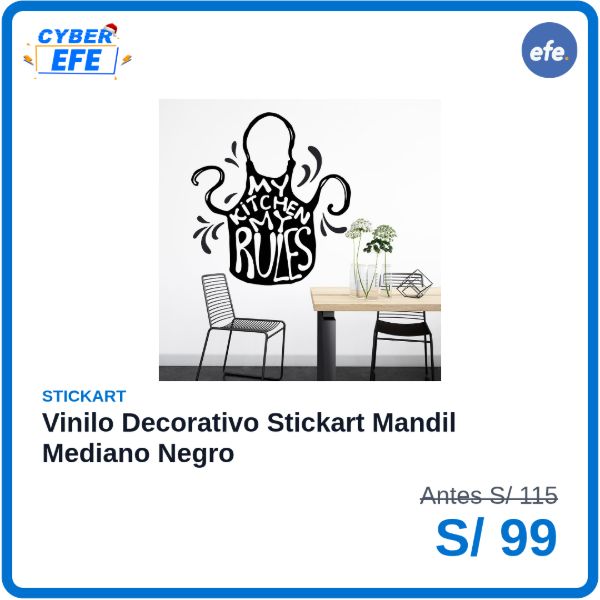 CYBER
EFE
efe.
MY
KITCHEN
MY
RULES
STICKART
Vinilo Decorativo Stickart Mandil
Mediano Negro
Antes S/ 115
S/ 99